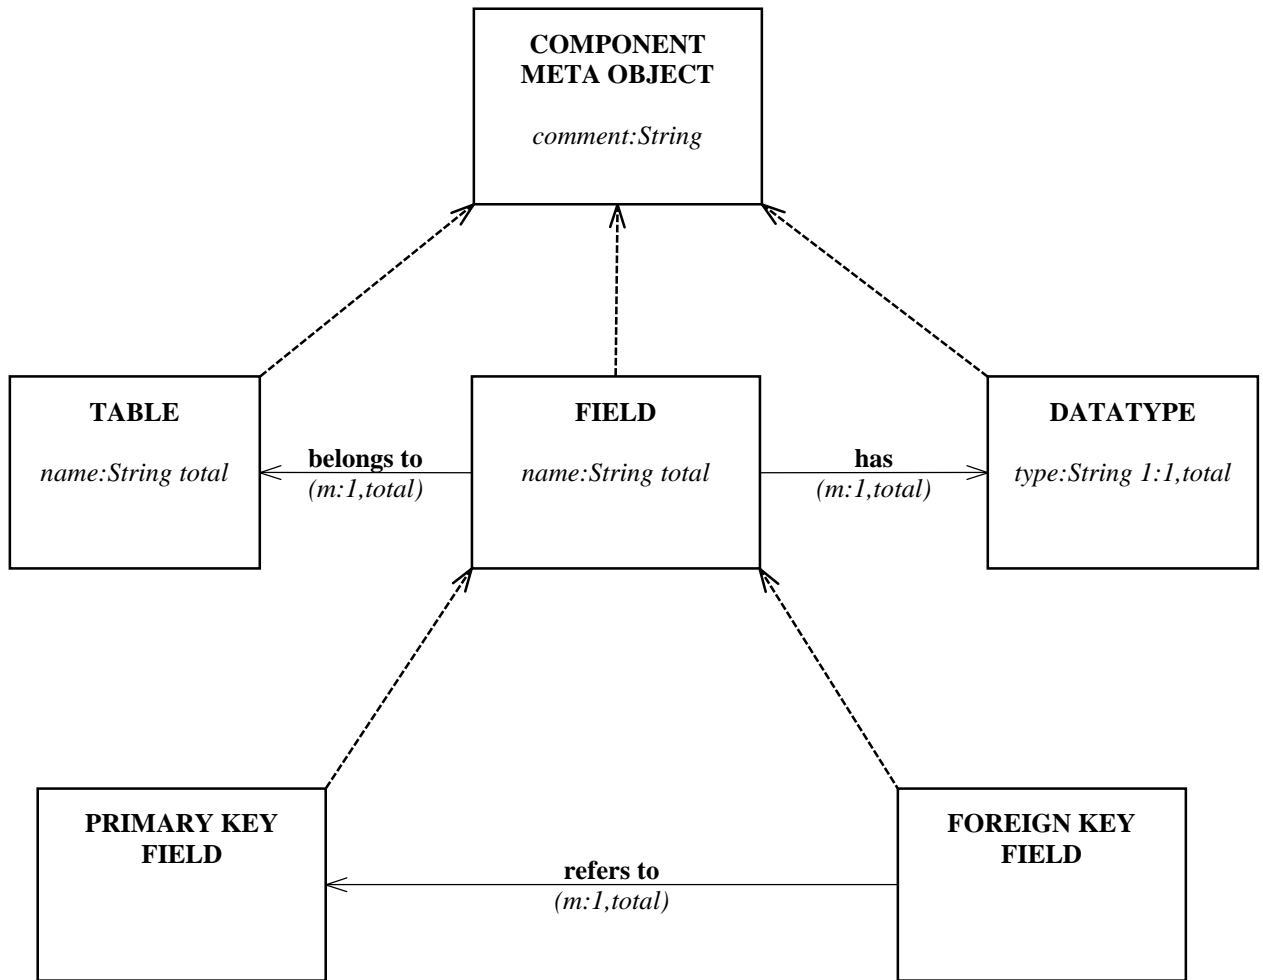 COMPONENT
META OBJECT
comment:String
TABLE
name:String total
belongs to
(m:1,total)
FIELD
name:String total
has
(m:1,total)
DATATYPE
type:String 1:1,total
PRIMARY KEY
FIELD
refers to
(m:1,total)
FOREIGN KEY
FIELD